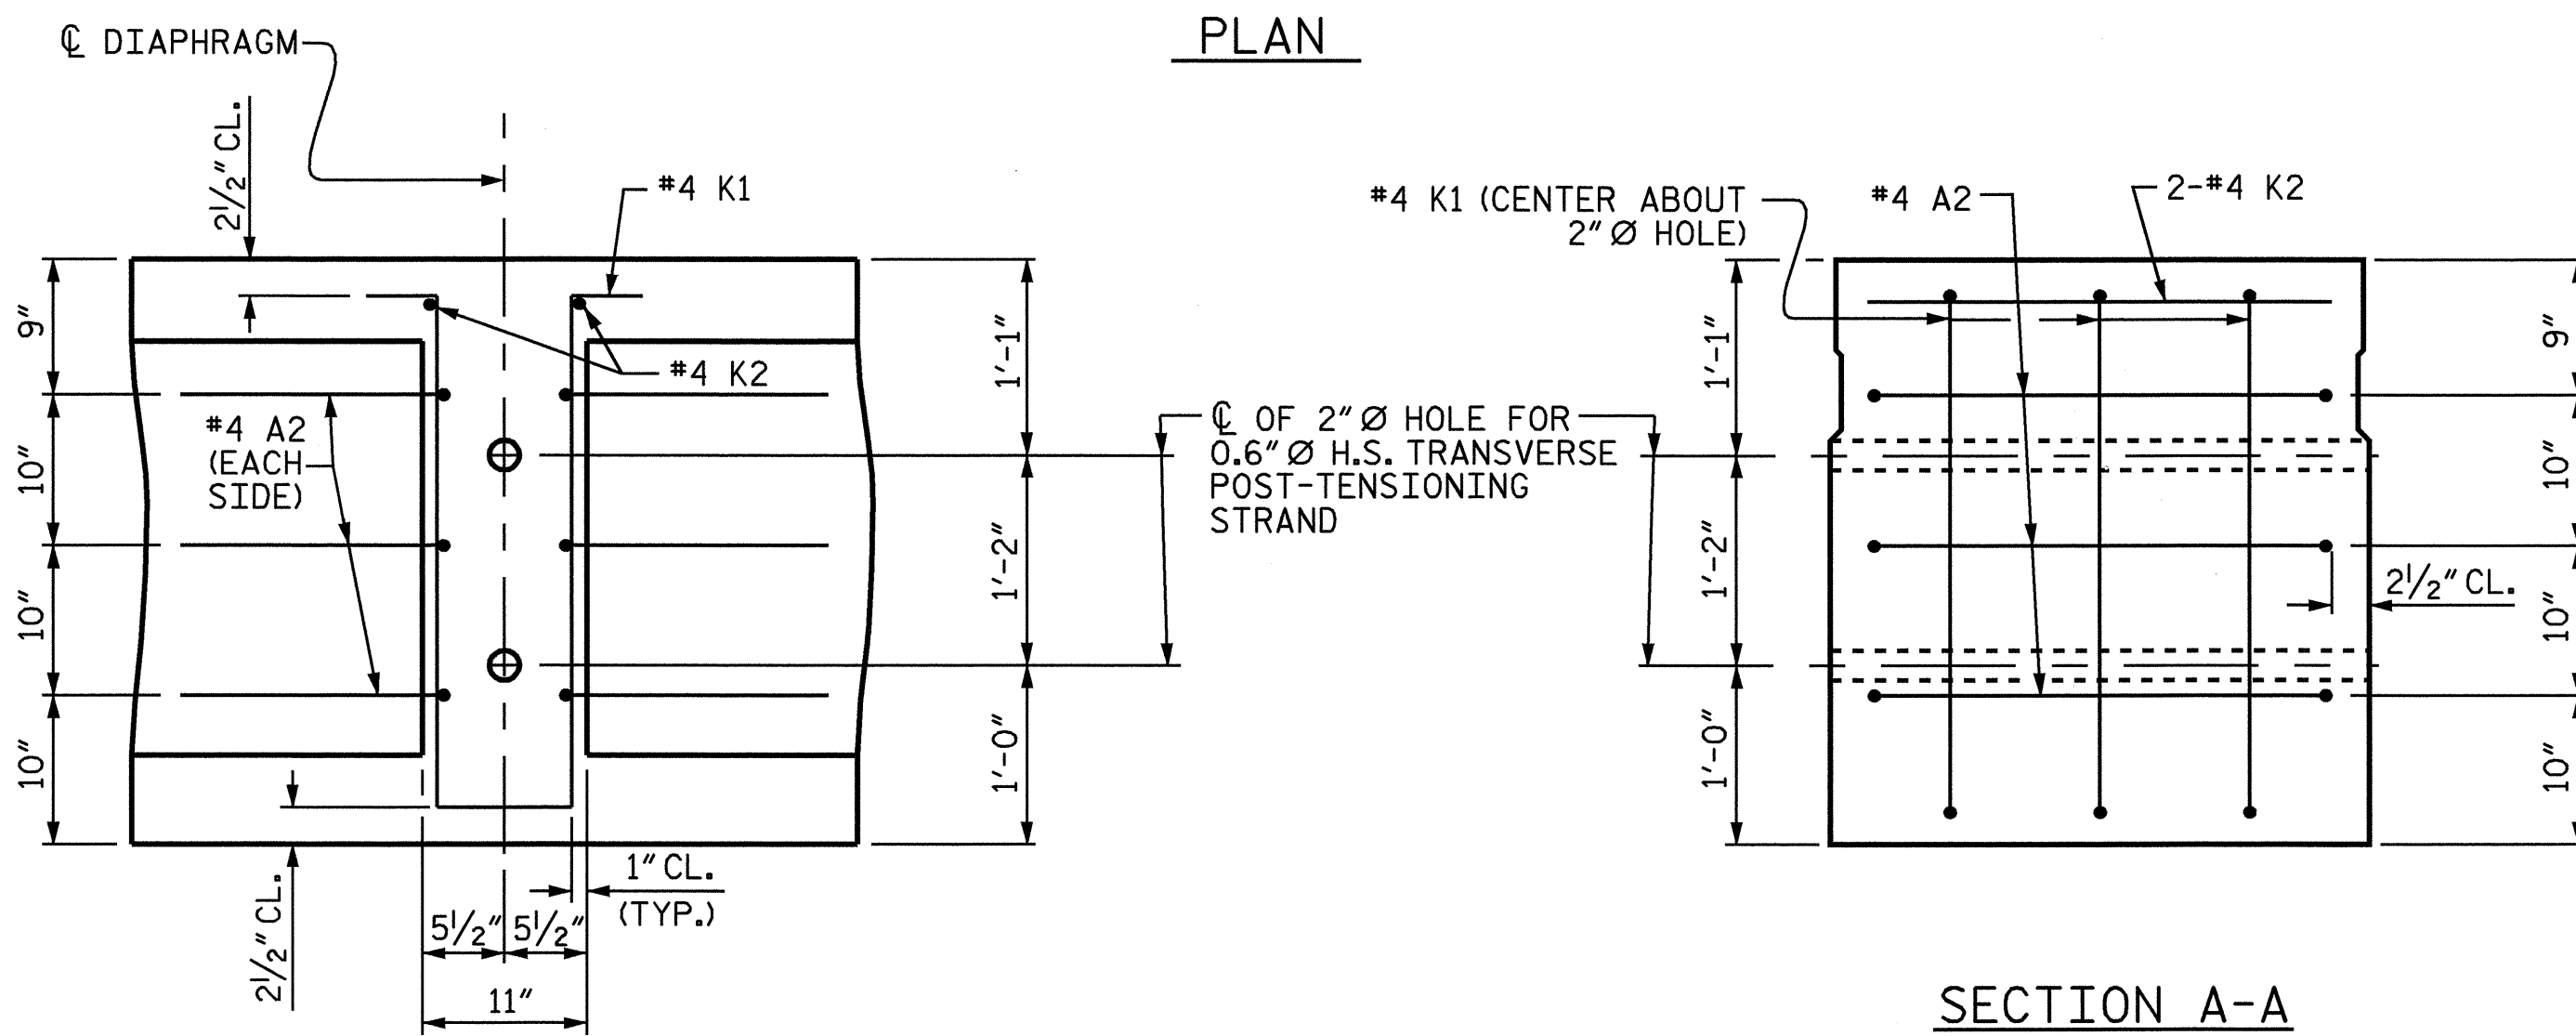 PLAN
℄ DIAPHRAGM
2½" CL.
#4 K1
9"
10"
10"
10"
#4 K2
#4 A2
(EACH
SIDE)
1'-1"
1'-2"
1'-0"
℄ OF 2" Ø HOLE FOR
0.6" Ø H.S. TRANSVERSE
POST-TENSIONING
STRAND
2½" CL.
1" CL.
(TYP.)
5½"
5½"
11"
#4 K1 (CENTER ABOUT
2" Ø HOLE)
#4 A2
2-#4 K2
1'-1"
1'-2"
1'-0"
9"
10"
10"
10"
2½" CL.
SECTION A-A